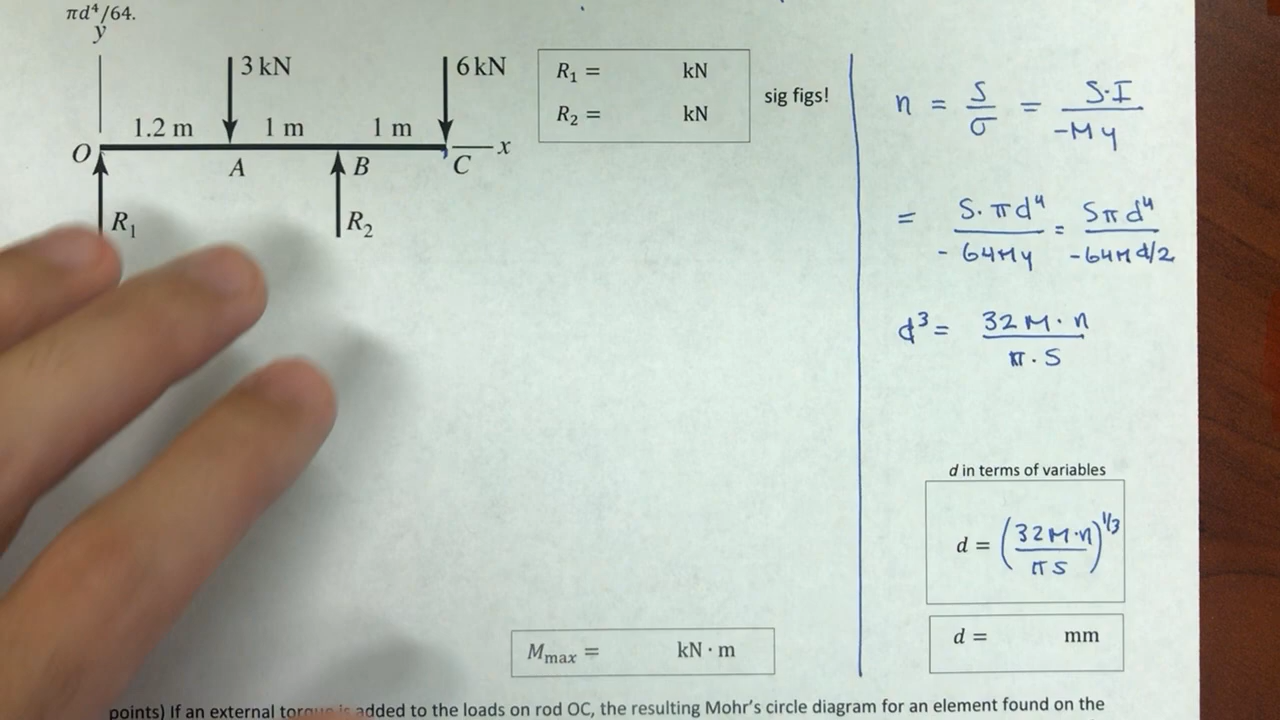 πd⁴/64.
y
3 kN
6 kN
1.2 m
1 m
1 m
O
A
B
C
x
R₁
R₂
R₁ = kN
R₂ = kN
sig figs!
n = S/σ = S·I/-My
= S·πd⁴/-64My = Sπd⁴/-64Md/2
d³ = 32M·n/π·S
d in terms of variables
d = (32M·n/πS)^1/3
d = mm
Mmax = kN · m
points) If an external torque is added to the loads on rod OC, the resulting Mohr's circle diagram for an element found on the